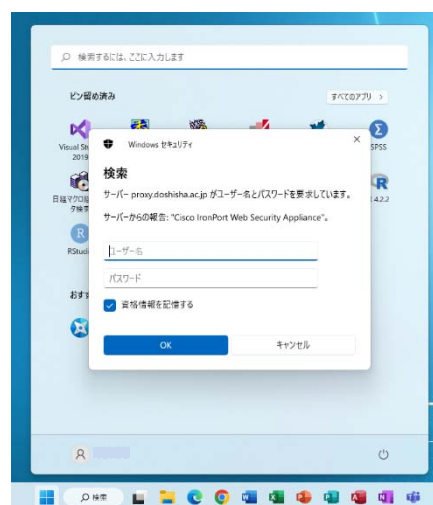 検索するには、ここに入力します
ピン留め済み
すべてのアプリ >
Visual St
2019
SPSS
Windows セキュリティ
検索
サーバー proxy.doshisha.ac.jp がユーザー名とパスワードを要求しています。
サーバーからの報告: "Cisco IronPort Web Security Appliance"。
日経マクロ経
タ検索
R
4.2.2
R
RStudi
ユーザー名
パスワード
おすす
資格情報を記憶する
OK
キャンセル
検索